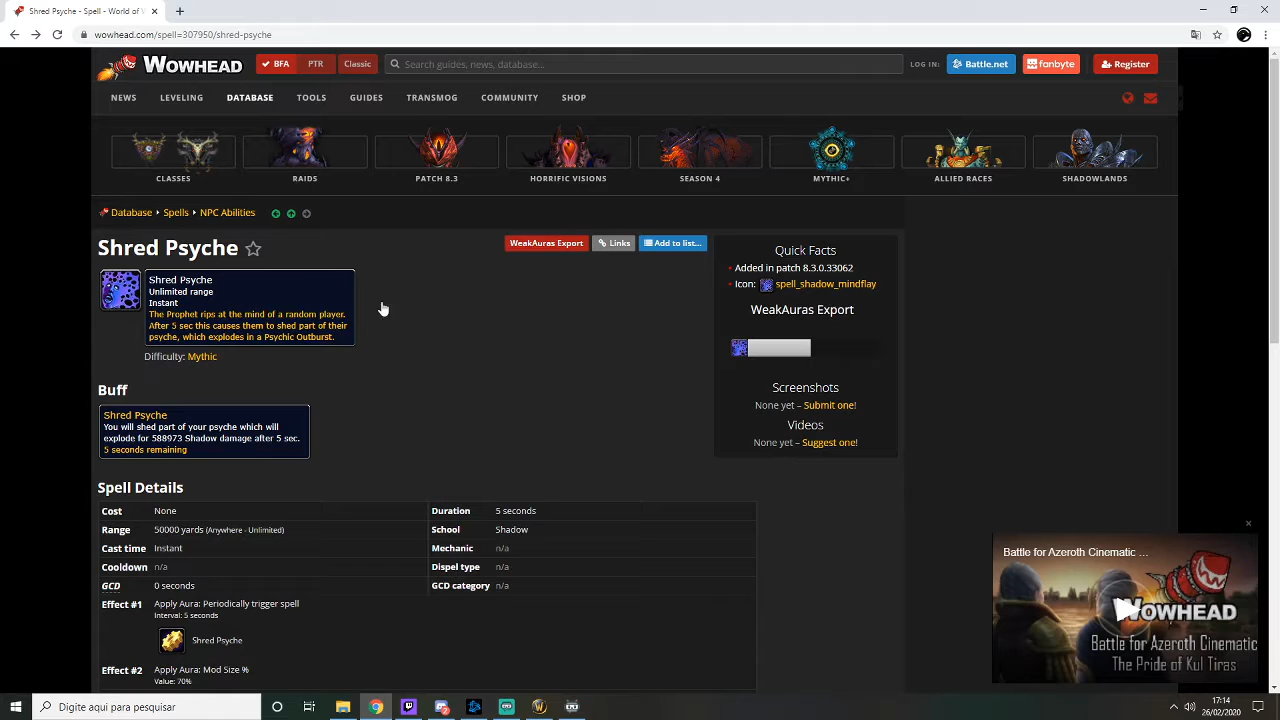 Shred Psyche - Spell - World of V
wowhead.com/spell=307950/shred-psyche
WOWHEAD
BFA
PTR
Classic
Search guides, news, database...
LOG IN:
Battle.net
fanbyte
Register
NEWS
LEVELING
DATABASE
TOOLS
GUIDES
TRANSMOG
COMMUNITY
SHOP
CLASSES
RAIDS
PATCH 8.3
HORRIFIC VISIONS
SEASON 4
MYTHIC+
ALLIED RACES
SHADOWLANDS
Database
Spells
NPC Abilities
Shred Psyche
WeakAuras Export
Links
Add to list...
Shred Psyche
Unlimited range
Instant
The Prophet rips at the mind of a random player.
After 5 sec this causes them to shed part of their
psyche, which explodes in a Psychic Outburst.
Difficulty: Mythic
Quick Facts
Added in patch 8.3.0.33062
Icon: spell_shadow_mindflay
WeakAuras Export
Screenshots
None yet – Submit one!
Videos
None yet – Suggest one!
Buff
Shred Psyche
You will shed part of your psyche which will
explode for 588973 Shadow damage after 5 sec.
5 seconds remaining
Spell Details
Cost None Duration 5 seconds
Range 50000 yards (Anywhere - Unlimited) School Shadow
Cast time Instant Mechanic n/a
Cooldown n/a Dispel type n/a
GCD 0 seconds GCD category n/a
Effect #1 Apply Aura: Periodically trigger spell
Interval: 5 seconds
Shred Psyche
Effect #2 Apply Aura: Mod Size %
Value: 70%
Battle for Azeroth Cinematic ...
WOWHEAD
Battle for Azeroth Cinematic
The Pride of Kul Tiras
Digite aqui para pesquisar
17:14
26/02/2020